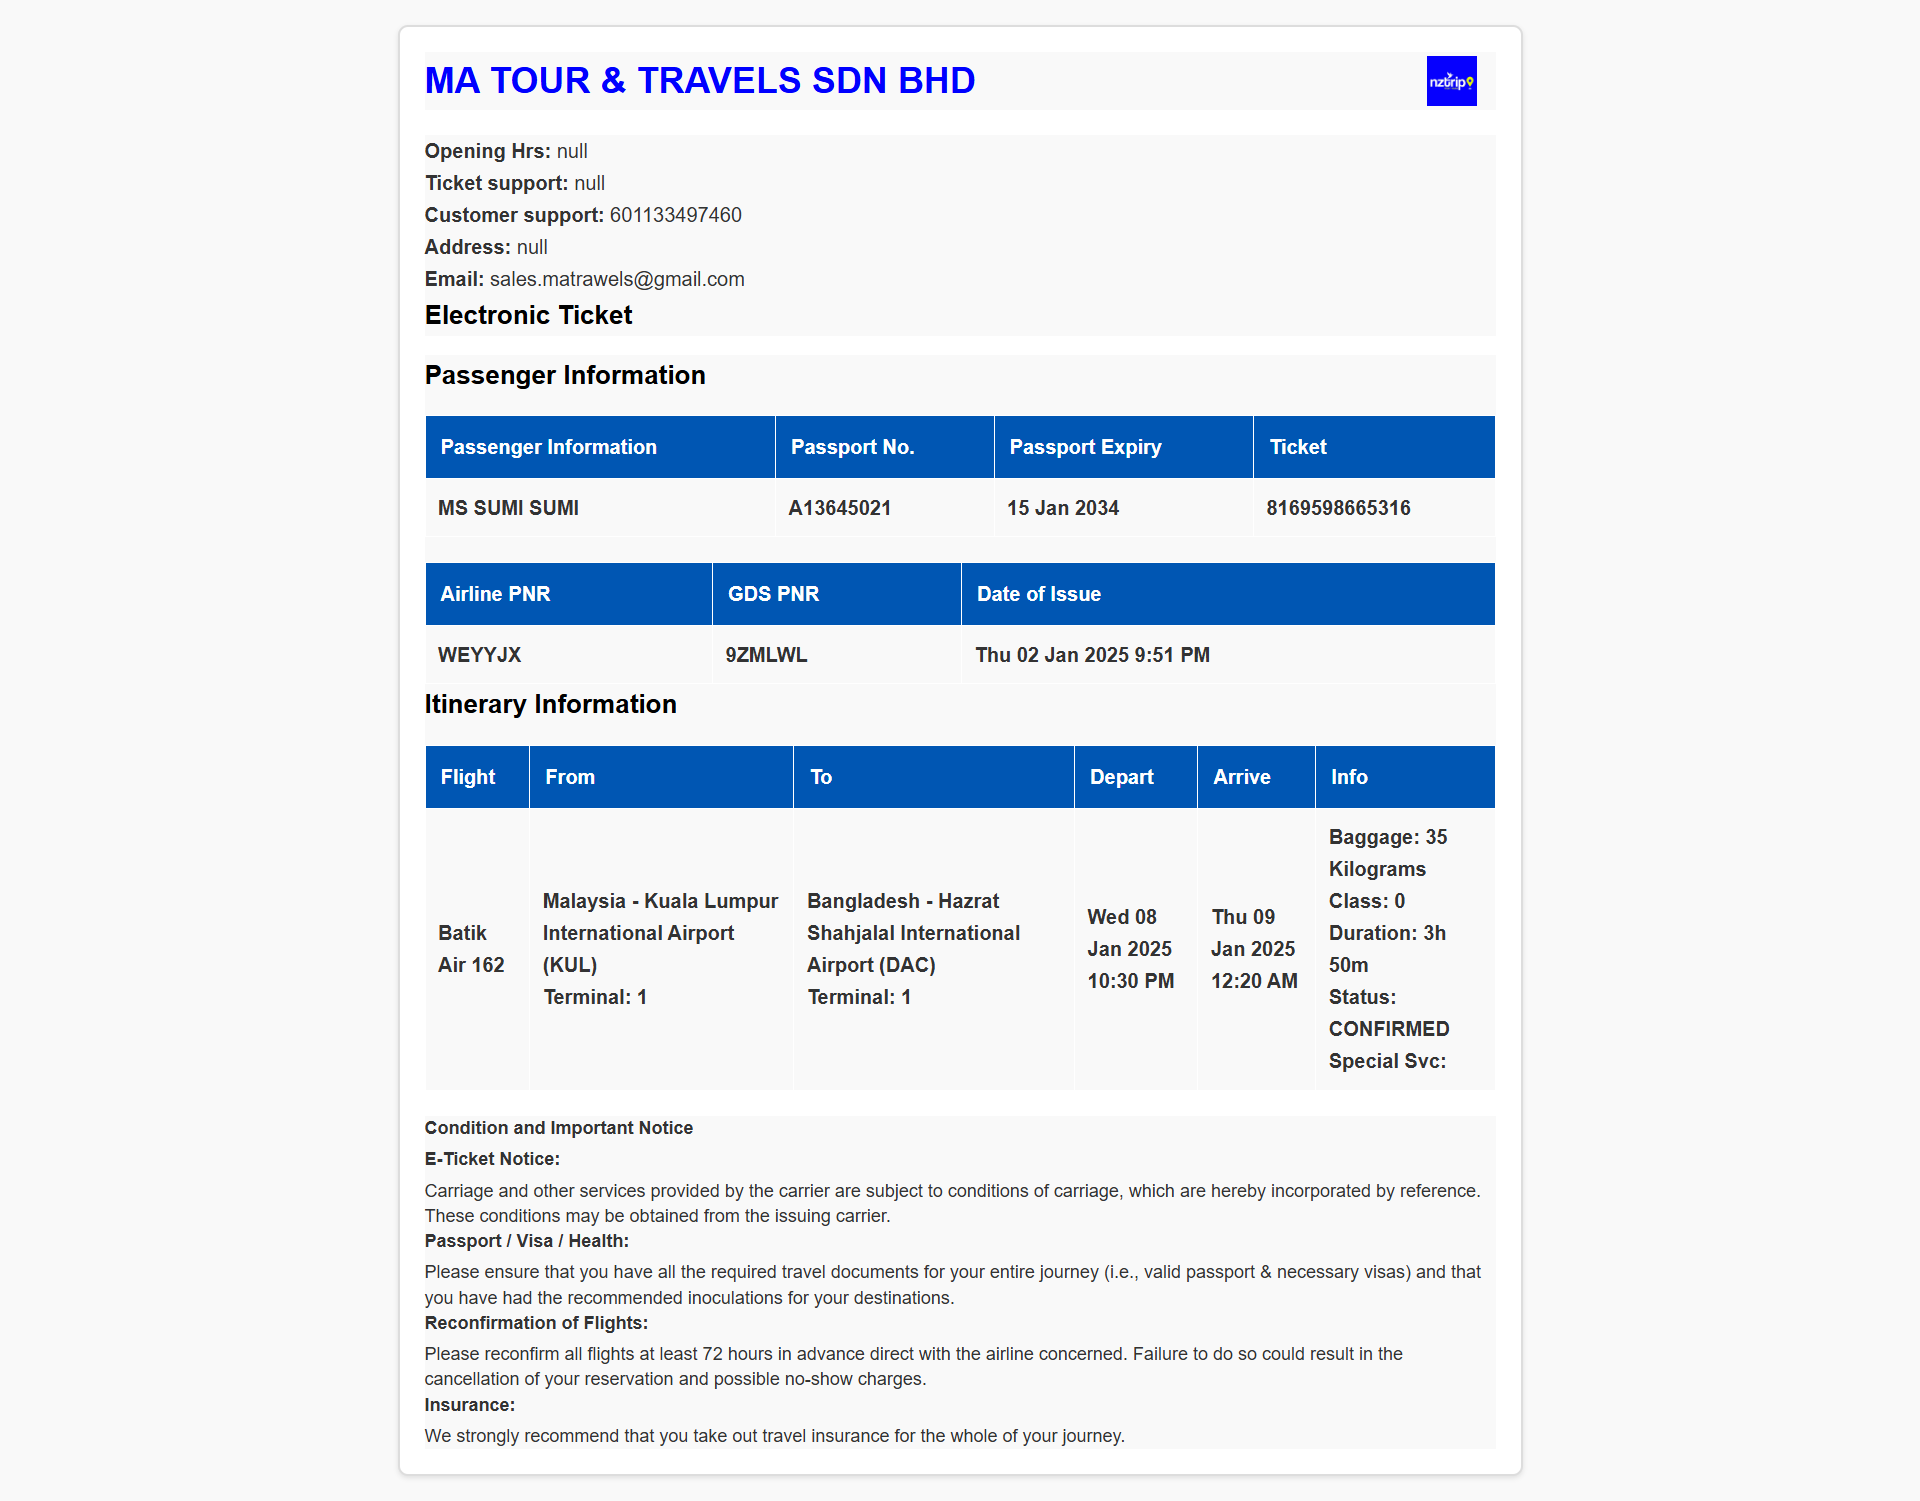 MA TOUR & TRAVELS SDN BHD
nztrip
Opening Hrs: null
Ticket support: null
Customer support: 601133497460
Address: null
Email: sales.matrawels@gmail.com
Electronic Ticket
Passenger Information
Passenger Information Passport No. Passport Expiry Ticket
MS SUMI SUMI A13645021 15 Jan 2034 8169598665316
Airline PNR GDS PNR Date of Issue
WEYYJX 9ZMLWL Thu 02 Jan 2025 9:51 PM
Itinerary Information
Flight From To Depart Arrive Info
Batik
Air 162
Malaysia - Kuala Lumpur
International Airport
(KUL)
Terminal: 1
Bangladesh - Hazrat
Shahjalal International
Airport (DAC)
Terminal: 1
Wed 08
Jan 2025
10:30 PM
Thu 09
Jan 2025
12:20 AM
Baggage: 35
Kilograms
Class: 0
Duration: 3h
50m
Status:
CONFIRMED
Special Svc:
Condition and Important Notice
E-Ticket Notice:
Carriage and other services provided by the carrier are subject to conditions of carriage, which are hereby incorporated by reference.
These conditions may be obtained from the issuing carrier.
Passport / Visa / Health:
Please ensure that you have all the required travel documents for your entire journey (i.e., valid passport & necessary visas) and that
you have had the recommended inoculations for your destinations.
Reconfirmation of Flights:
Please reconfirm all flights at least 72 hours in advance direct with the airline concerned. Failure to do so could result in the
cancellation of your reservation and possible no-show charges.
Insurance:
We strongly recommend that you take out travel insurance for the whole of your journey.